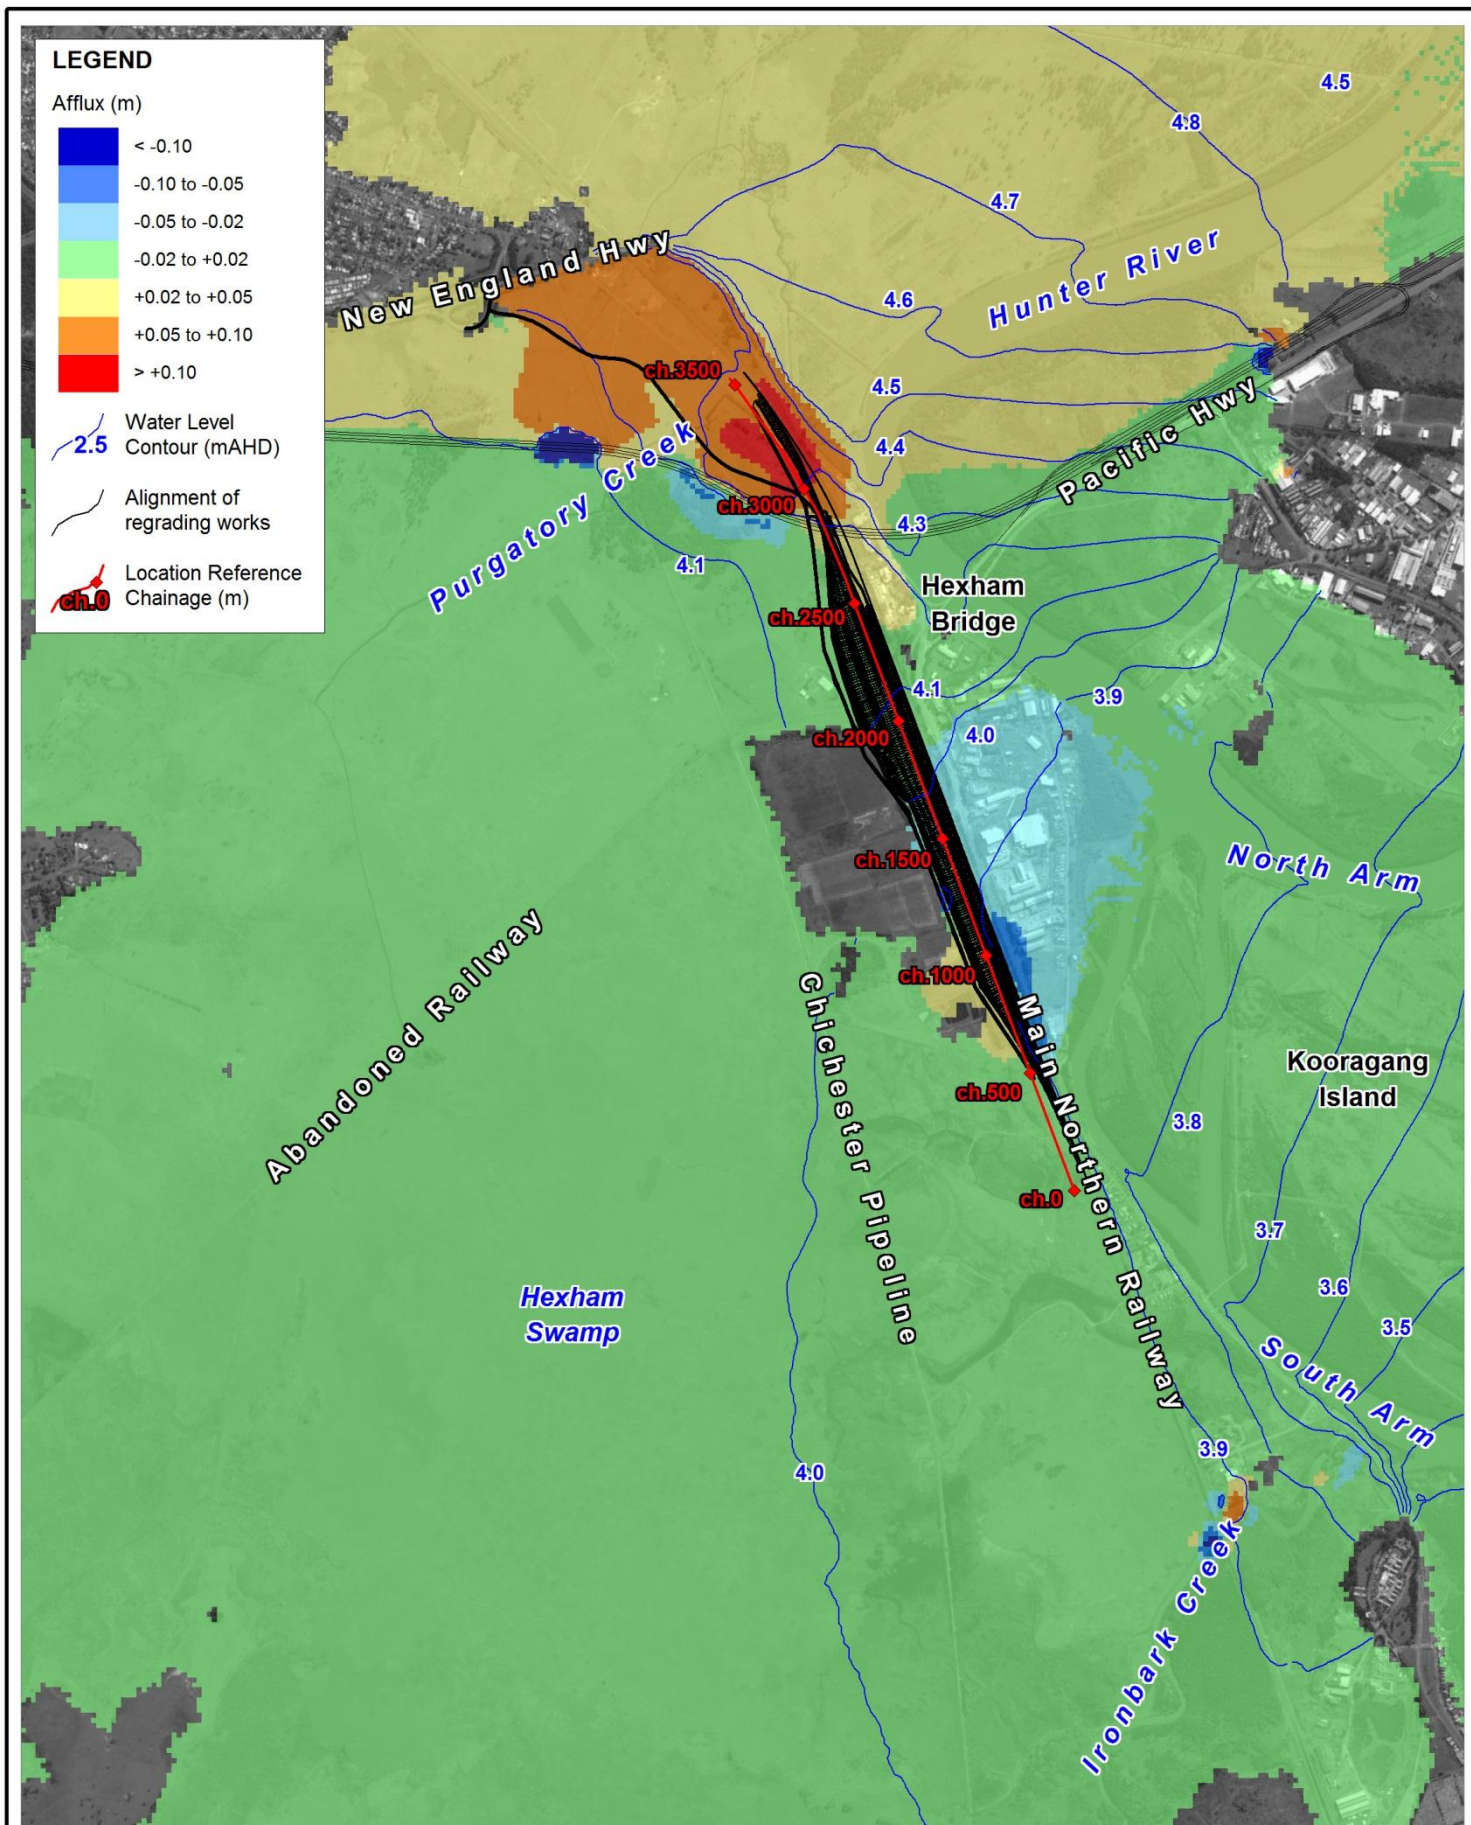 LEGEND
Afflux (m)
< -0.10
-0.10 to -0.05
-0.05 to -0.02
-0.02 to +0.02
+0.02 to +0.05
+0.05 to +0.10
> +0.10
2.5
Water Level
Contour (mAHD)
Alignment of
regrading works
ch.0
Location Reference
Chainage (m)
4.5
4.8
4.7
New England Hwy
Hunter River
4.6
ch.3500
4.5
Pacific Hwy
4.4
Purgatory Creek
ch.3000
4.3
4.1
Hexham
Bridge
ch.2500
4.1
3.9
ch.2000
4.0
ch.1500
North Arm
Abandoned Railway
ch.1000
Chichester Pipeline
Main Northern Railway
Kooragang
Island
ch.500
3.8
ch.0
3.7
3.6
Hexham
Swamp
3.5
South Arm
3.9
4.0
Ironbark Creek